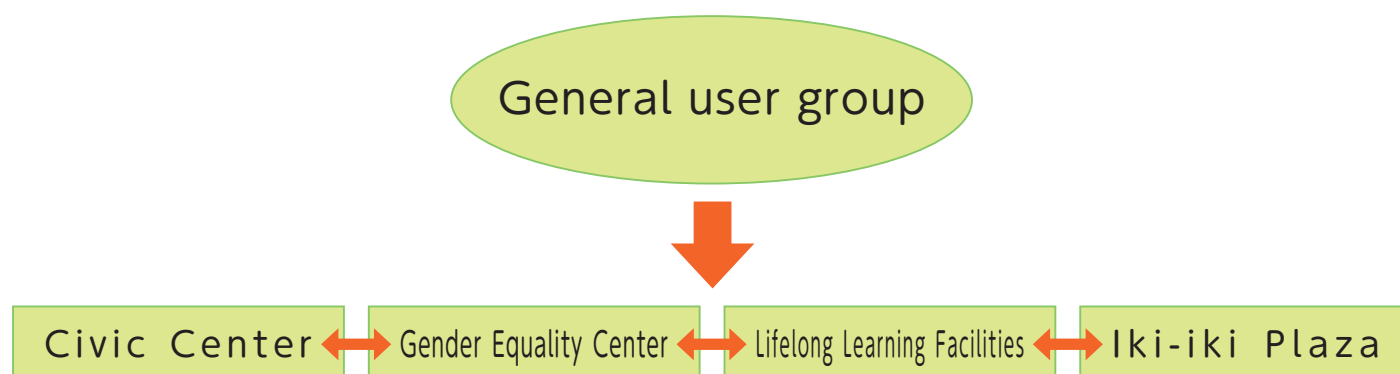 General user group
Civic Center
Gender Equality Center
Lifelong Learning Facilities
Iki-iki Plaza